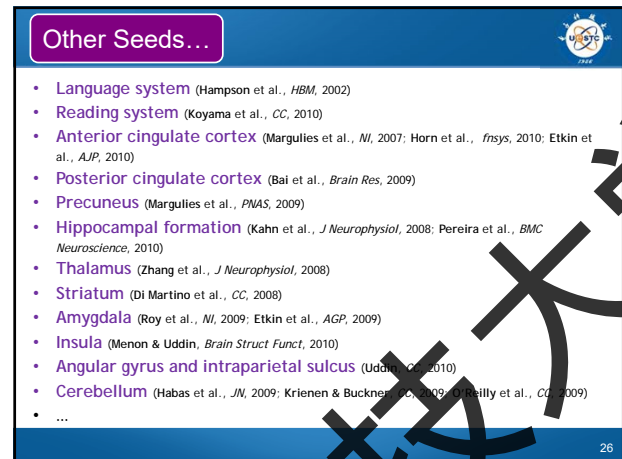 Other Seeds…
UESTC
1956
• Language system (Hampson et al., HBM, 2002)
• Reading system (Koyama et al., CC, 2010)
• Anterior cingulate cortex (Margulies et al., NI, 2007; Horn et al., fnsys, 2010; Etkin et
al., AJP, 2010)
• Posterior cingulate cortex (Bai et al., Brain Res, 2009)
• Precuneus (Margulies et al., PNAS, 2009)
• Hippocampal formation (Kahn et al., J Neurophysiol, 2008; Pereira et al., BMC
Neuroscience, 2010)
• Thalamus (Zhang et al., J Neurophysiol, 2008)
• Striatum (Di Martino et al., CC, 2008)
• Amygdala (Roy et al., NI, 2009; Etkin et al., AGP, 2009)
• Insula (Menon & Uddin, Brain Struct Funct, 2010)
• Angular gyrus and intraparietal sulcus (Uddin, CC, 2010)
• Cerebellum (Habas et al., JN, 2009; Krienen & Buckner, CC, 2009; O'Reilly et al., CC, 2009)
• …
技大
26